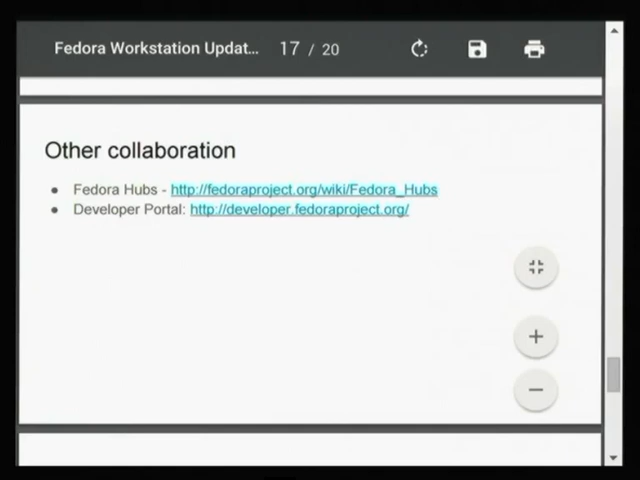 Fedora Workstation Updat... 17 / 20
Other collaboration
• Fedora Hubs - http://fedoraproject.org/wiki/Fedora_Hubs
• Developer Portal: http://developer.fedoraproject.org/